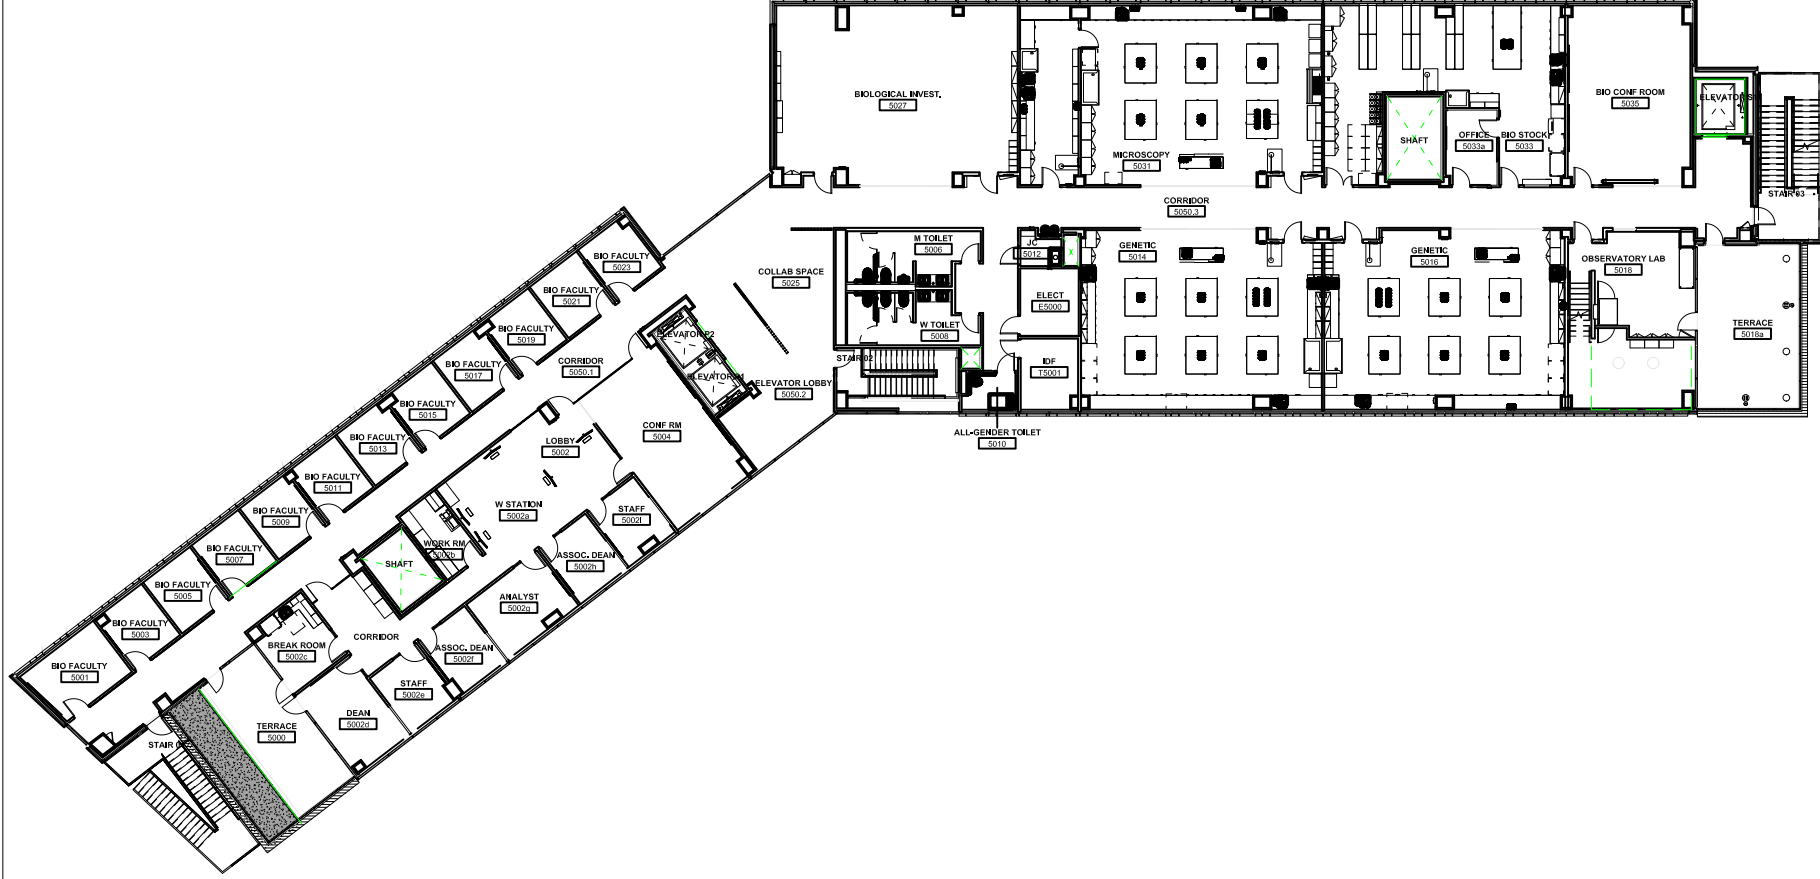 BIOLOGICAL INVEST.
5027
MICROSCOPY
5031
SHAFT
OFFICE
5033a
BIO STOCK
5033
BIO CONF ROOM
5035
STAIR 03
CORRIDOR
5050.3
M TOILET
5006
W TOILET
5008
JC
5012
ELECT
E5000
IDF
T5001
GENETIC
5014
GENETIC
5016
OBSERVATORY LAB
5018
TERRACE
5018a
COLLAB SPACE
5025
STAIR 02
ELEVATOR LOBBY
5050.2
ALL-GENDER TOILET
5010
BIO FACULTY
5023
BIO FACULTY
5021
BIO FACULTY
5019
BIO FACULTY
5017
BIO FACULTY
5015
BIO FACULTY
5013
BIO FACULTY
5011
BIO FACULTY
5009
BIO FACULTY
5007
BIO FACULTY
5005
BIO FACULTY
5003
BIO FACULTY
5001
CORRIDOR
5050.1
ELEVATOR P2
CONF RM
5004
LOBBY
5002
W STATION
5002a
WORK RM
5002b
SHAFT
STAFF
5002i
ASSOC. DEAN
5002h
ANALYST
5002g
ASSOC. DEAN
5002f
CORRIDOR
STAFF
5002e
BREAK ROOM
5002c
DEAN
5002d
TERRACE
5000
STAIR